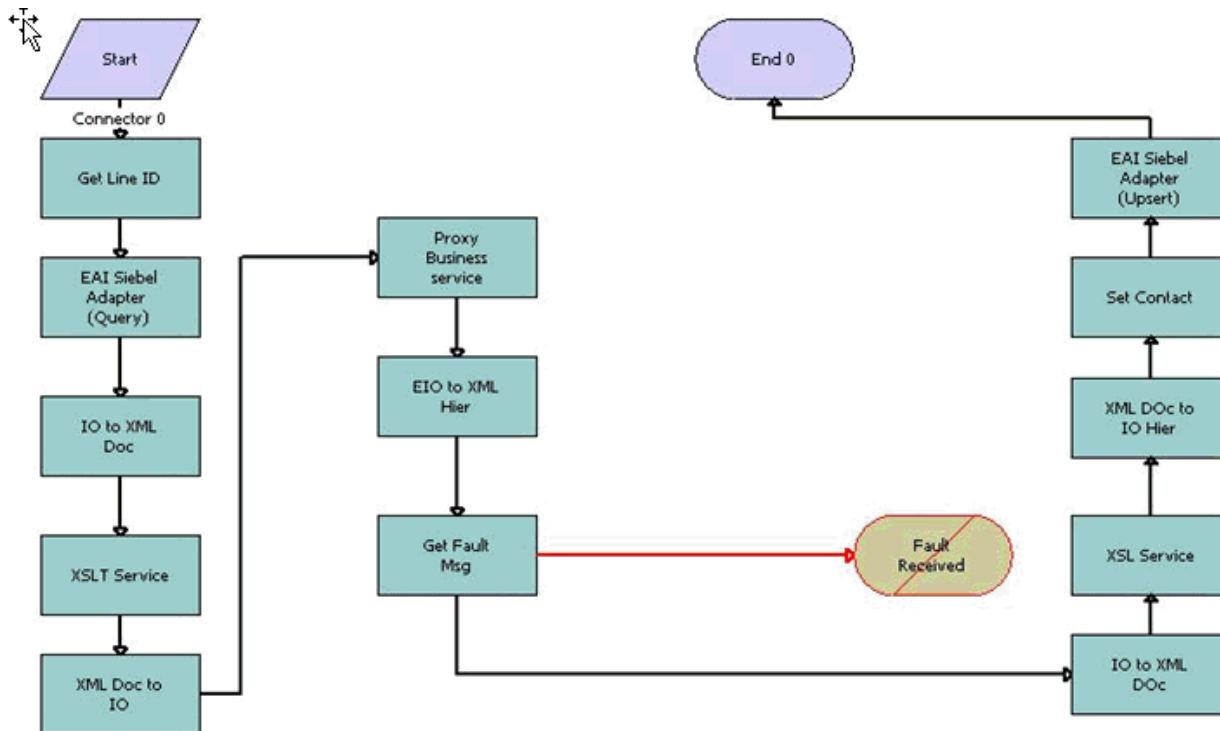 Start
Connector 0
Get Line ID
EAI Siebel
Adapter
(Query)
IO to XML
Doc
XSLT Service
XML Doc to
IO
Proxy
Business
service
EIO to XML
Hier
Get Fault
Msg
Fault
Received
IO to XML
DOc
XSL Service
XML DOc to
IO Hier
Set Contact
EAI Siebel
Adapter
(Upsert)
End 0